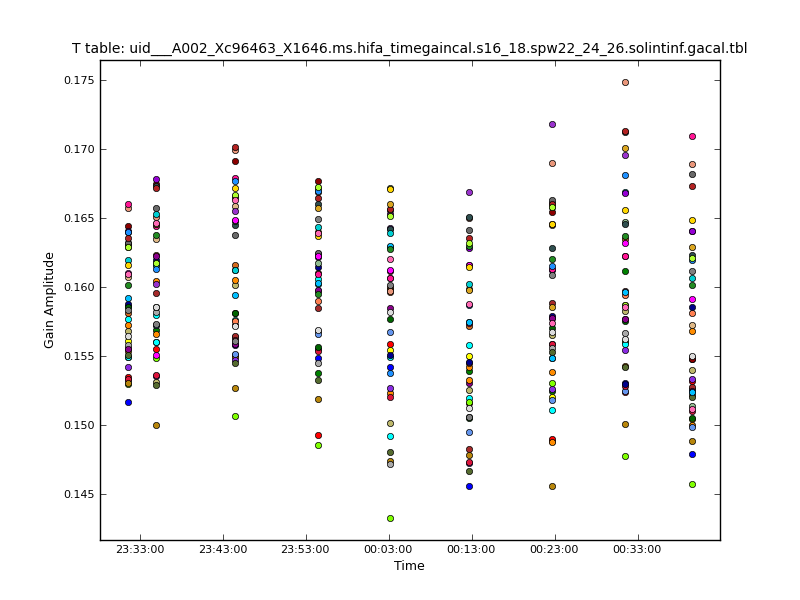 T table: uid___A002_Xc96463_X1646.ms.hifa_timegaincal.s16_18.spw22_24_26.solintinf.gacal.tbl
0.175
0.170
0.165
0.160
0.155
0.150
0.145
Gain Amplitude
23:33:00 23:43:00 23:53:00 00:03:00 00:13:00 00:23:00 00:33:00
Time